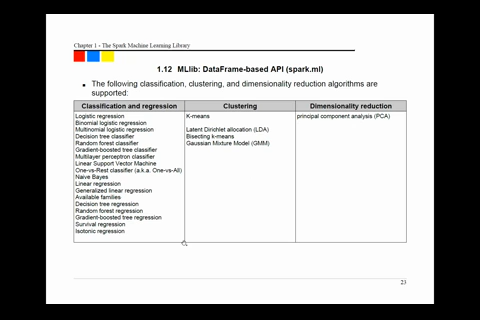 Chapter 1 - The Spark Machine Learning Library
1.12 MLlib: DataFrame-based API (spark.ml)
The following classification, clustering, and dimensionality reduction algorithms are
supported:
Classification and regression
Logistic regression
Binomial logistic regression
Multinomial logistic regression
Decision tree classifier
Random forest classifier
Gradient-boosted tree classifier
Multilayer perceptron classifier
Linear Support Vector Machine
One-vs-Rest classifier (a.k.a. One-vs-All)
Naive Bayes
Linear regression
Generalized linear regression
Available families
Decision tree regression
Random forest regression
Gradient-boosted tree regression
Survival regression
Isotonic regression
Clustering
K-means
Latent Dirichlet allocation (LDA)
Bisecting k-means
Gaussian Mixture Model (GMM)
Dimensionality reduction
principal component analysis (PCA)
23